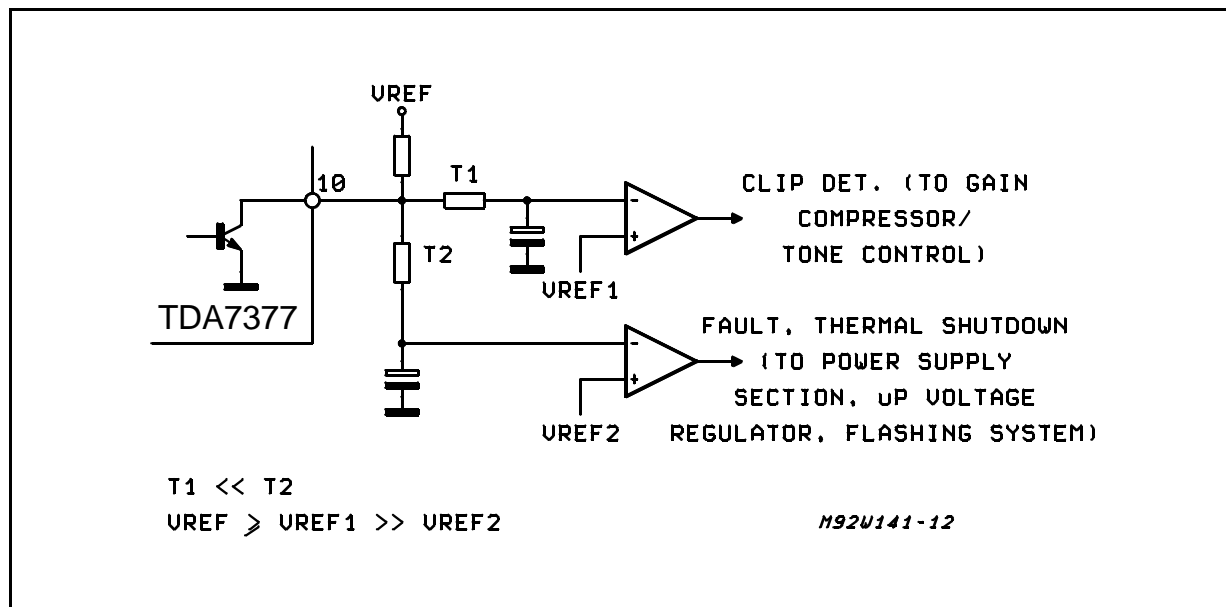 VREF
10
T1
CLIP DET. (TO GAIN
COMPRESSOR/
TONE CONTROL)
-
+
T2
VREF1
TDA7377
FAULT, THERMAL SHUTDOWN
(TO POWER SUPPLY
SECTION, uP VOLTAGE
REGULATOR, FLASHING SYSTEM)
-
+
VREF2
T1 << T2
VREF ⩾ VREF1 >> VREF2
M92W141-12